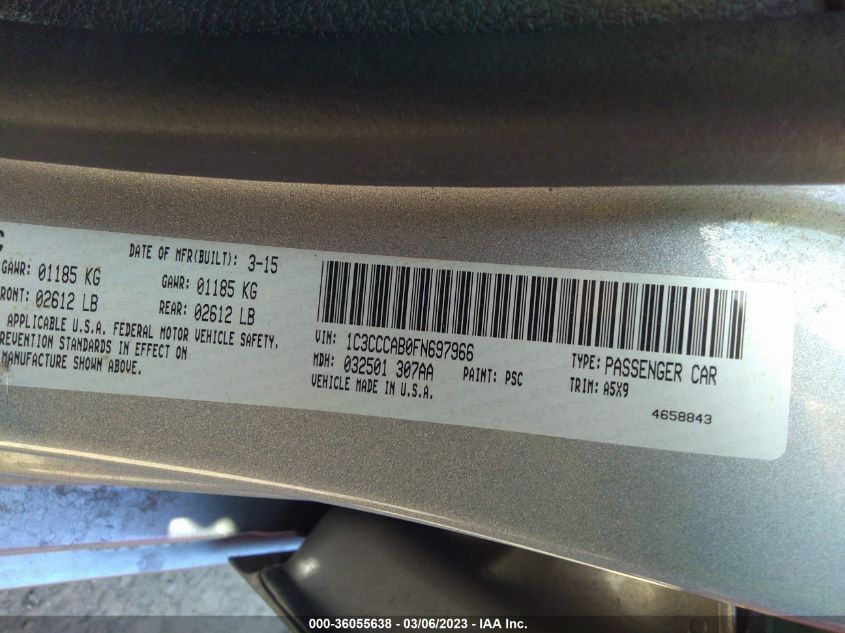 DATE OF MFR(BUILT): 3-15
GAWR: 01185 KG GAWR: 01185 KG
FRONT: 02612 LB REAR: 02612 LB
APPLICABLE U.S.A. FEDERAL MOTOR VEHICLE SAFETY,
PREVENTION STANDARDS IN EFFECT ON
MANUFACTURE SHOWN ABOVE.
VIN: 1C3CCCAB0FN697966
MDH: 032501 307AA PAINT: PSC
VEHICLE MADE IN U.S.A.
TYPE: PASSENGER CAR
TRIM: A5X9
4658843
000-36055638 - 03/06/2023 - IAA Inc.